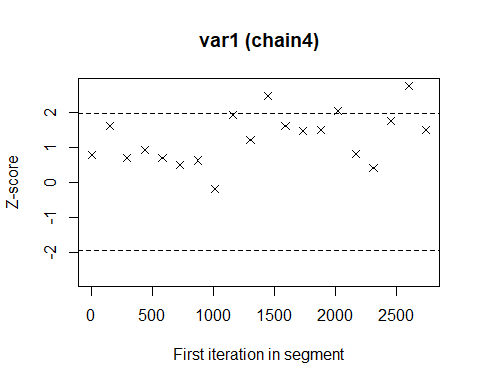 var1 (chain4)
2
1
0
-1
-2
Z-score
0 500 1000 1500 2000 2500
First iteration in segment